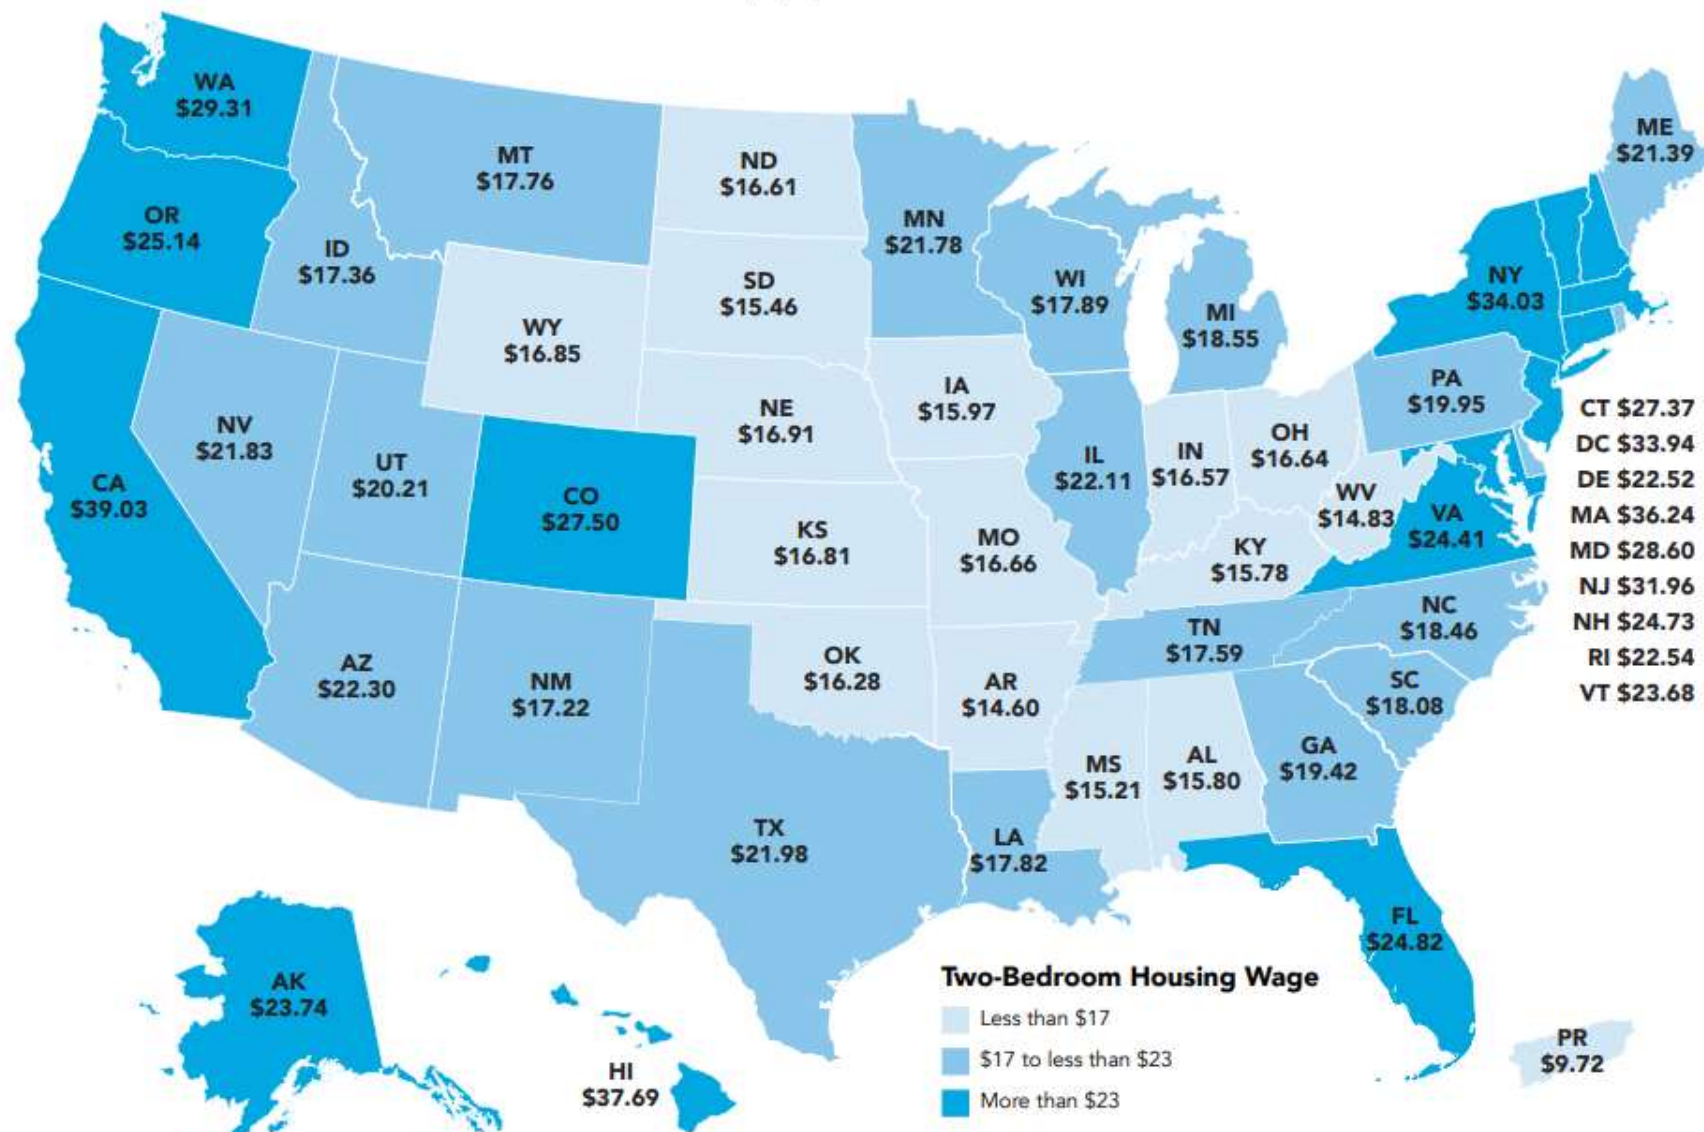 WA
$29.31
OR
$25.14
CA
$39.03
NV
$21.83
ID
$17.36
MT
$17.76
WY
$16.85
UT
$20.21
CO
$27.50
AZ
$22.30
NM
$17.22
ND
$16.61
SD
$15.46
NE
$16.91
KS
$16.81
OK
$16.28
TX
$21.98
MN
$21.78
IA
$15.97
MO
$16.66
AR
$14.60
LA
$17.82
WI
$17.89
IL
$22.11
MI
$18.55
IN
$16.57
OH
$16.64
KY
$15.78
TN
$17.59
MS
$15.21
AL
$15.80
GA
$19.42
FL
$24.82
SC
$18.08
NC
$18.46
VA
$24.41
WV
$14.83
PA
$19.95
NY
$34.03
ME
$21.39
CT $27.37
DC $33.94
DE $22.52
MA $36.24
MD $28.60
NJ $31.96
NH $24.73
RI $22.54
VT $23.68
AK
$23.74
HI
$37.69
PR
$9.72
Two-Bedroom Housing Wage
Less than $17
$17 to less than $23
More than $23